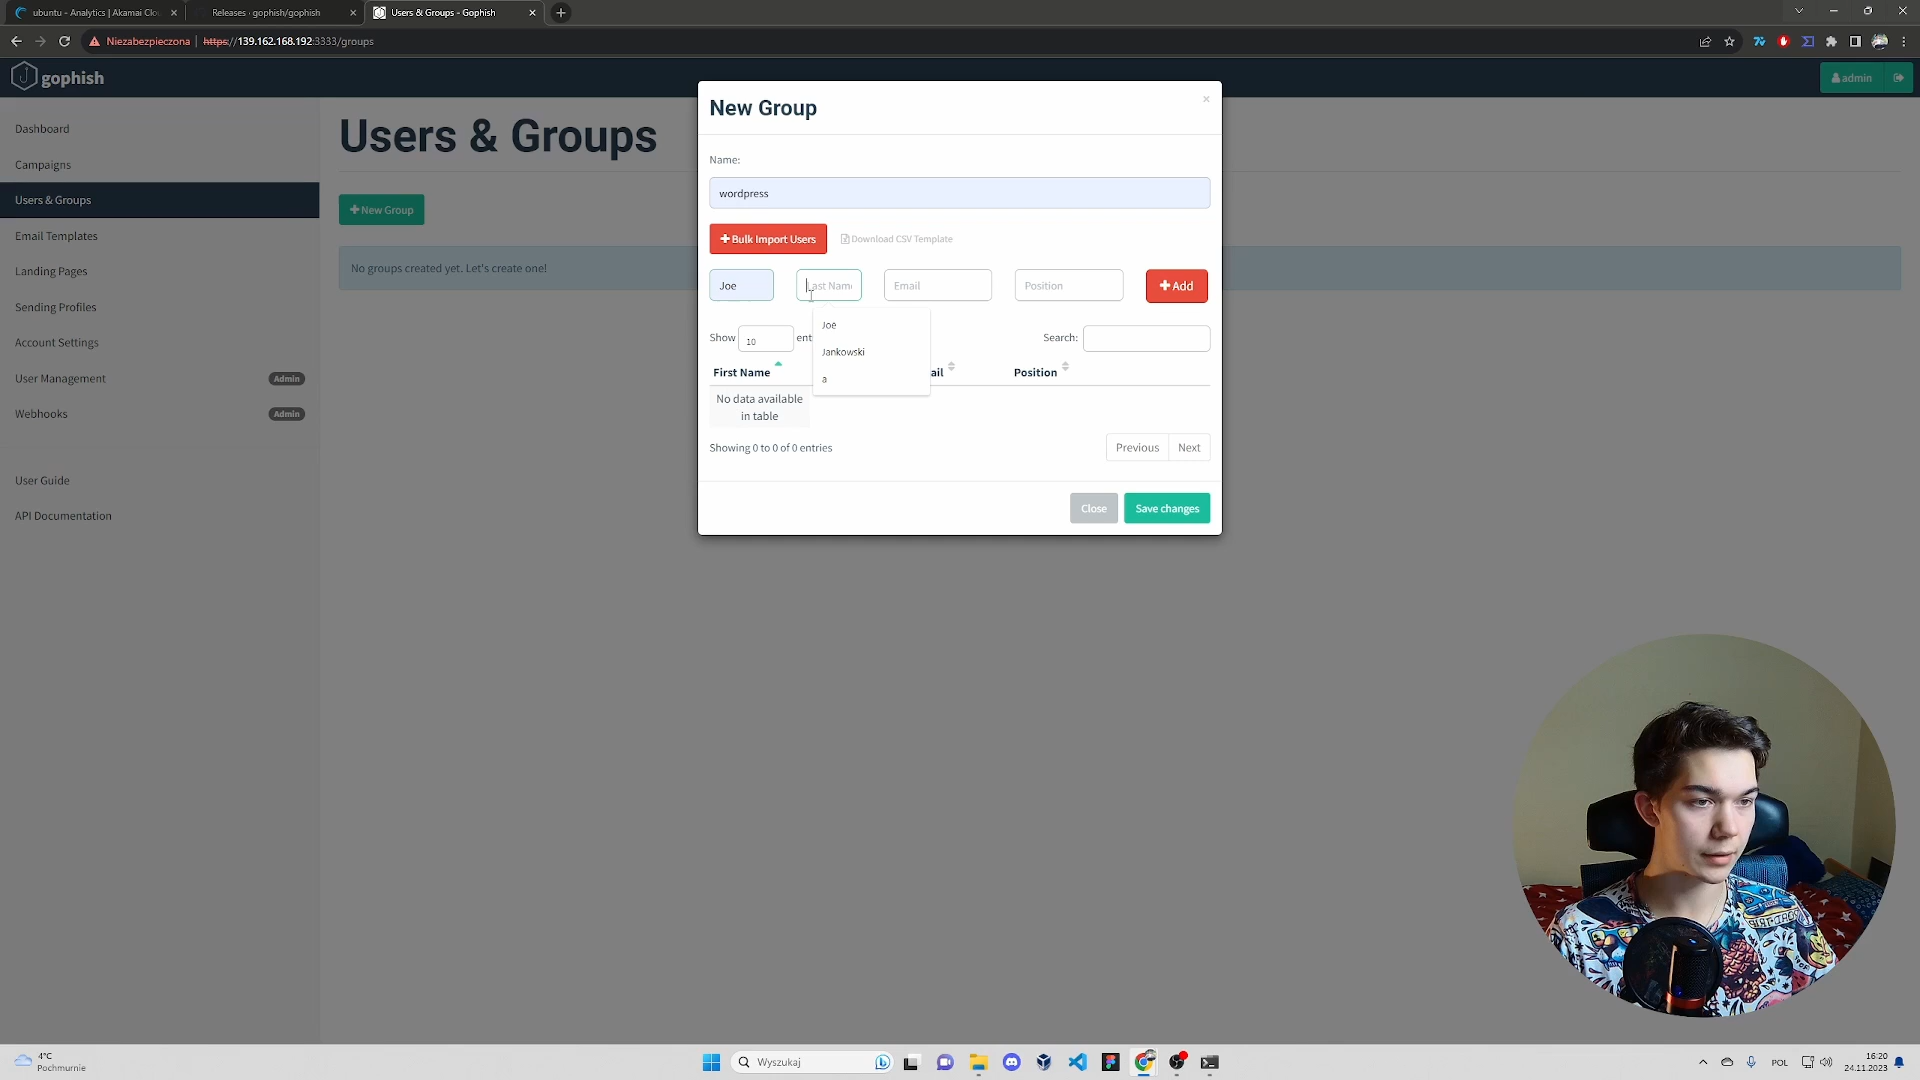 ubuntu - Analytics | Akamai Clo
Releases · gophish/gophish
Users & Groups - Gophish
Niezabezpieczona
https://139.162.168.192:3333/groups
gophish
admin
Dashboard
Campaigns
Users & Groups
Email Templates
Landing Pages
Sending Profiles
Account Settings
User Management Admin
Webhooks Admin
User Guide
API Documentation
Users & Groups
New Group
No groups created yet. Let's create one!
New Group
×
Name:
wordpress
Bulk Import Users
Download CSV Template
Joe
Last Name
Email
Position
Add
Joe
Jankowski
a
Show 10 ent
Search:
First Name
ail
Position
No data available
in table
Showing 0 to 0 of 0 entries
Previous
Next
Close
Save changes
4°C
Pochmurnie
Wyszukaj
POL
16:20
24.11.2023